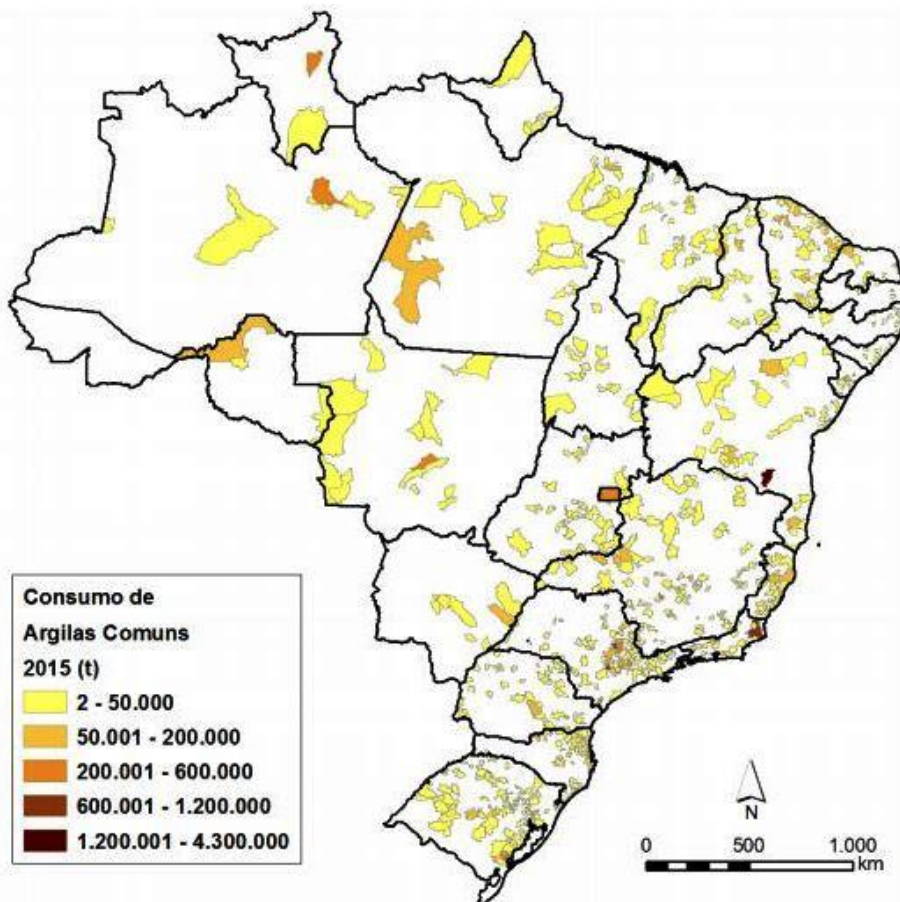 Consumo de
Argilas Comuns
2015 (t)
2 - 50.000
50.001 - 200.000
200.001 - 600.000
600.001 - 1.200.000
1.200.001 - 4.300.000
N
0 500 1.000
km